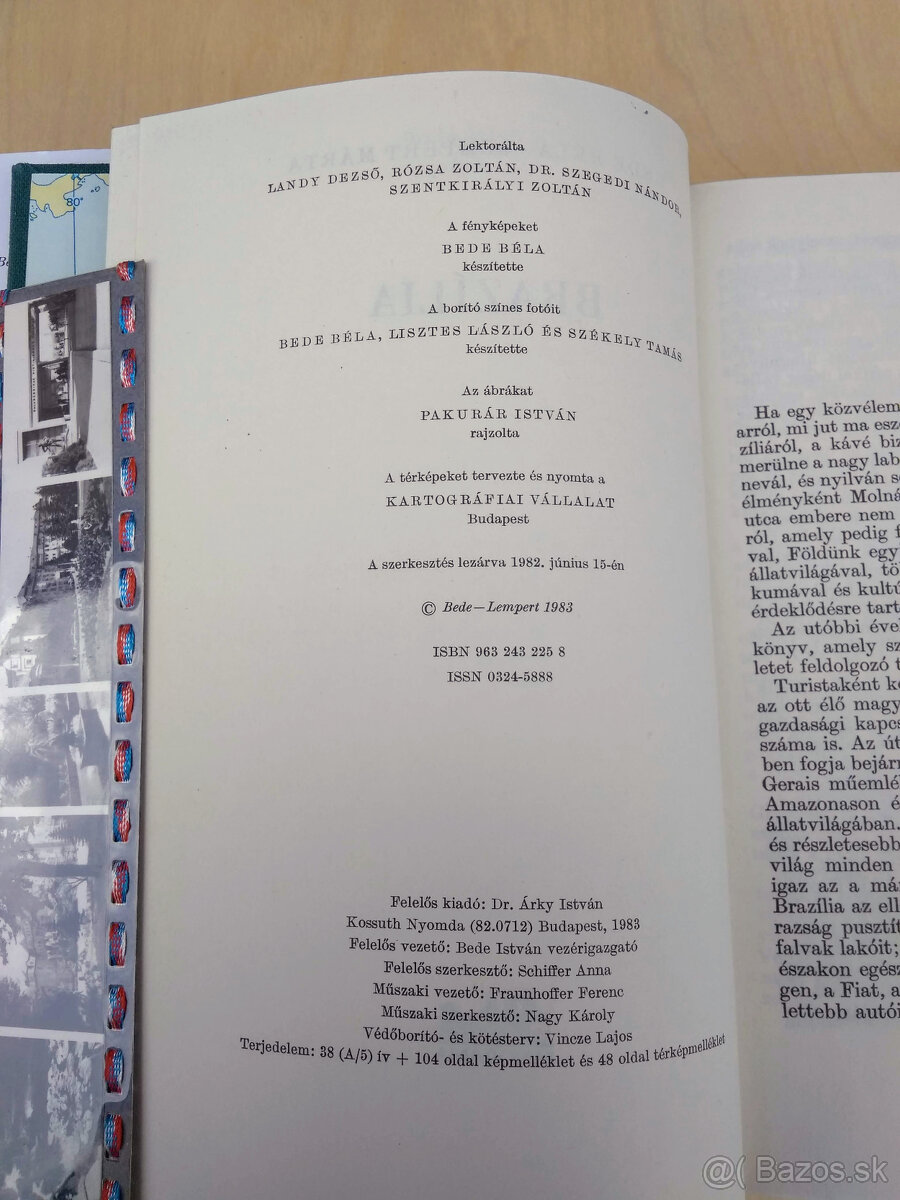 Lektorálta
LANDY DEZSŐ, RÓZSA ZOLTÁN, DR. SZEGEDI NÁNDOR,
SZENTKIRÁLYI ZOLTÁN
A fényképeket
BEDE BÉLA
készítette
A borító színes fotóit
BEDE BÉLA, LISZTES LÁSZLÓ ÉS SZÉKELY TAMÁS
készítette
Az ábrákat
PAKURÁR ISTVÁN
rajzolta
A térképeket tervezte és nyomta a
KARTOGRÁFIAI VÁLLALAT
Budapest
A szerkesztés lezárva 1982. június 15-én
© Bede—Lempert 1983
ISBN 963 243 225 8
ISSN 0324-5888
Felelős kiadó: Dr. Árky István
Kossuth Nyomda (82.0712) Budapest, 1983
Felelős vezető: Bede István vezérigazgató
Felelős szerkesztő: Schiffer Anna
Műszaki vezető: Fraunhoffer Ferenc
Műszaki szerkesztő: Nagy Károly
Védőborító- és kötésterv: Vincze Lajos
Terjedelem: 38 (A/5) ív + 104 oldal képmelléklet és 48 oldal térképmelléklet
80°
Ha egy közvélem
arról, mi jut ma esz
zíliáról, a kávé biz
merülne a nagy lab
nevál, és nyilván s
élményként Molná
utca embere nem
ról, amely pedig f
val, Földünk egy
állatvilágával, tö
kumával és kultú
érdeklődésre tart
Az utóbbi éve
könyv, amely sz
letet feldolgozó t
Turistaként k
az ott élő magy
gazdasági kapcs
száma is. Az út
ben fogja bejár
Gerais műemlé
Amazonason é
állatvilágában.
és részletesebb
világ minden
igaz az a má
Brazília az ell
razság pusztít
falvak lakóit;
északon egész
gen, a Fiat, a
lettebb autói
@( Bazos.sk